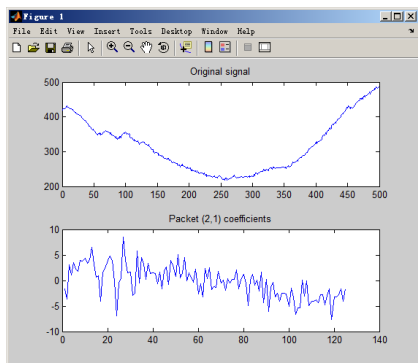 Figure 1
File Edit View Insert Tools Desktop Window Help
Original signal
500
400
300
200
0 50 100 150 200 250 300 350 400 450 500
Packet (2,1) coefficients
10
5
0
-5
-10
0 20 40 60 80 100 120 140